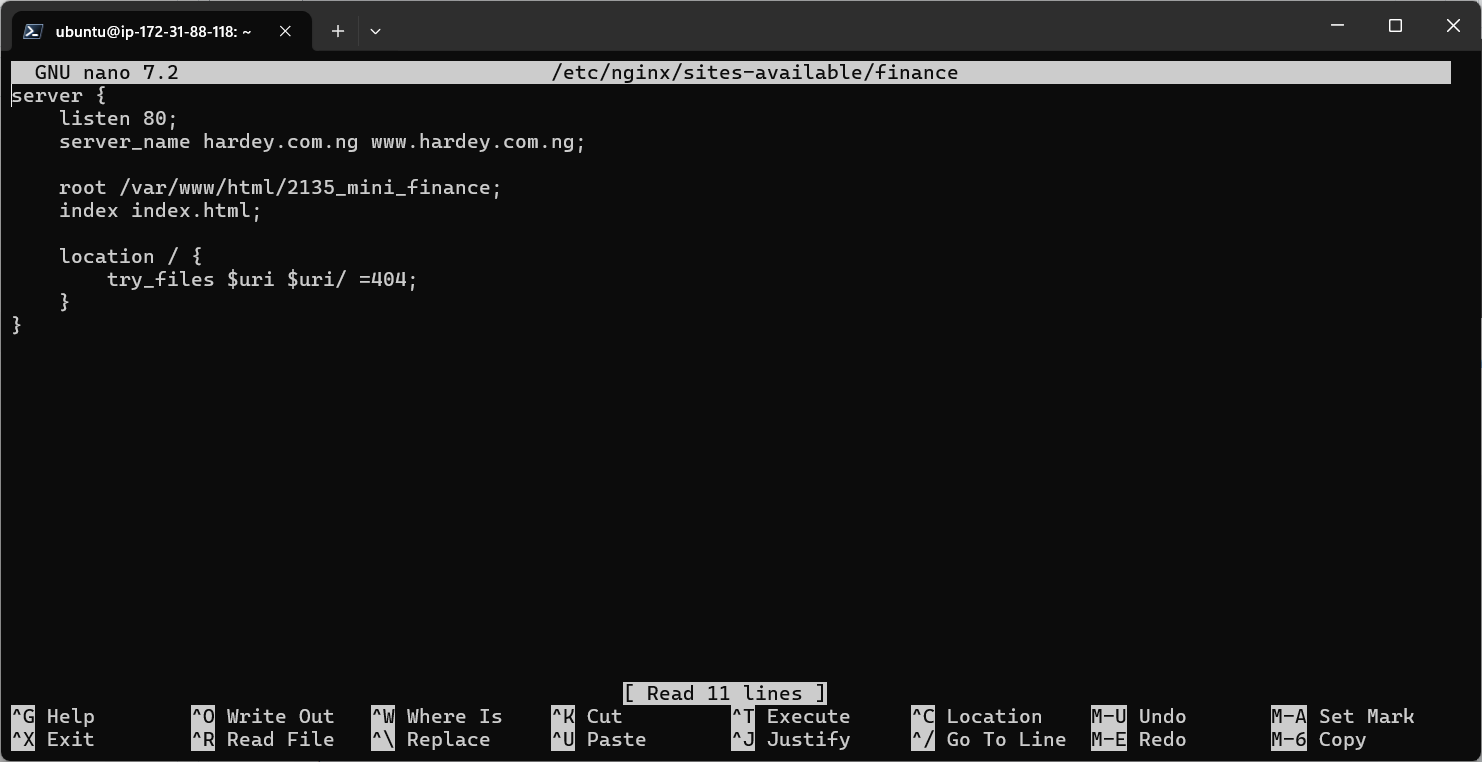 ubuntu@ip-172-31-88-118: ~
GNU nano 7.2 /etc/nginx/sites-available/finance
server {
    listen 80;
    server_name hardey.com.ng www.hardey.com.ng;

    root /var/www/html/2135_mini_finance;
    index index.html;

    location / {
        try_files $uri $uri/ =404;
    }
}
[ Read 11 lines ]
^G Help ^O Write Out ^W Where Is ^K Cut ^T Execute ^C Location M-U Undo M-A Set Mark
^X Exit ^R Read File ^\ Replace ^U Paste ^J Justify ^/ Go To Line M-E Redo M-6 Copy